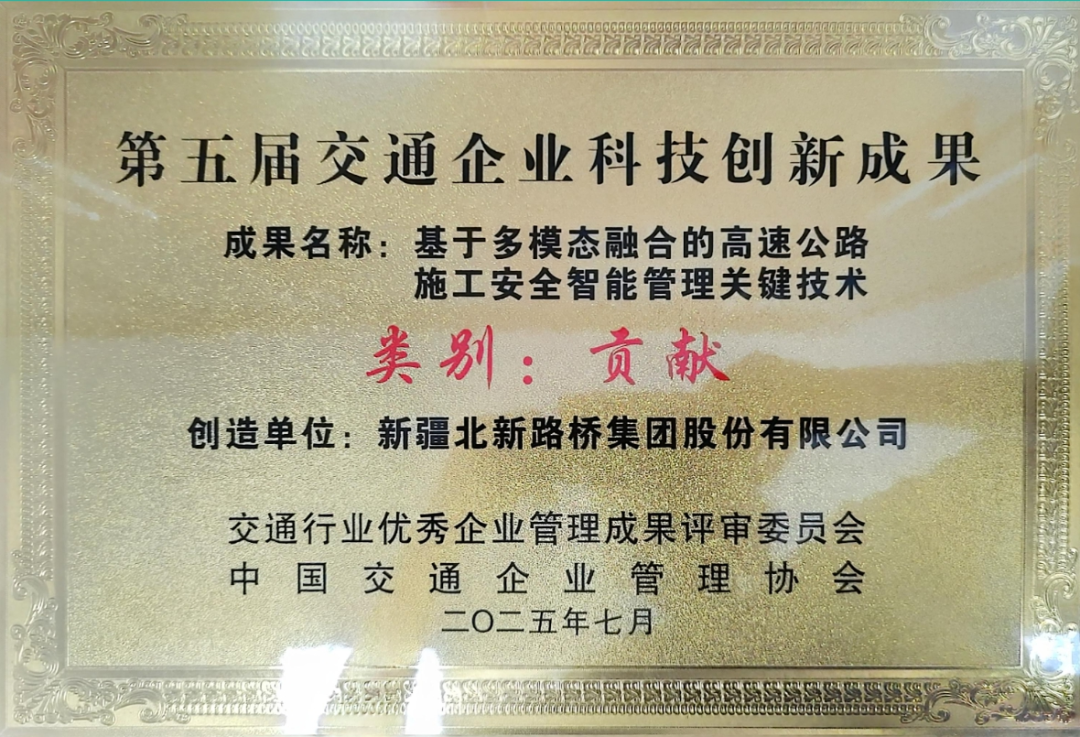 第五届交通企业科技创新成果
成果名称：基于多模态融合的高速公路
施工安全智能管理关键技术
类别：贡献
创造单位：新疆北新路桥集团股份有限公司
交通行业优秀企业管理成果评审委员会
中国交通企业管理协会
二〇二五年七月